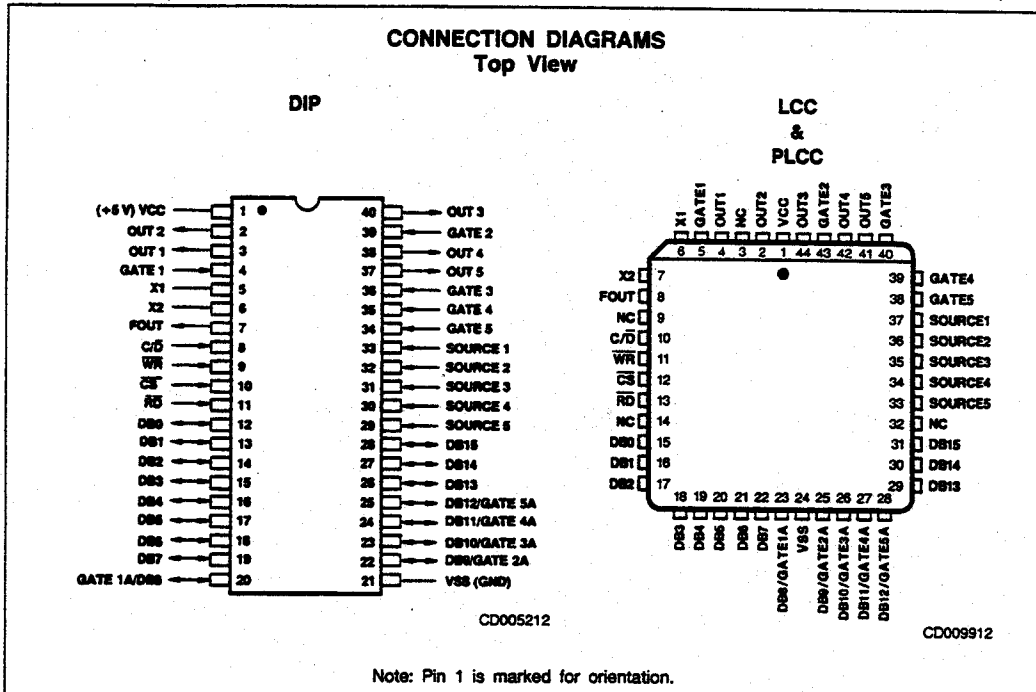 CONNECTION DIAGRAMS
Top View
DIP
(+5 V) VCC 1
OUT 2 2
OUT 1 3
GATE 1 4
X1 5
X2 6
FOUT 7
C/D̅ 8
W̅R̅ 9
C̅S̅ 10
R̅D̅ 11
DB0 12
DB1 13
DB2 14
DB3 15
DB4 16
DB5 17
DB6 18
DB7 19
GATE 1A/DB8 20
40 OUT 3
39 GATE 2
38 OUT 4
37 OUT 5
36 GATE 3
35 GATE 4
34 GATE 5
33 SOURCE 1
32 SOURCE 2
31 SOURCE 3
30 SOURCE 4
29 SOURCE 5
28 DB15
27 DB14
26 DB13
25 DB12/GATE 5A
24 DB11/GATE 4A
23 DB10/GATE 3A
22 DB9/GATE 2A
21 VSS (GND)
CD005212
LCC
&
PLCC
X1 6
GATE1 5
OUT1 4
NC 3
OUT2 2
VCC 1
OUT3 44
GATE2 43
OUT4 42
OUT5 41
GATE3 40
X2 7
FOUT 8
NC 9
C/D̅ 10
W̅R̅ 11
C̅S̅ 12
R̅D̅ 13
NC 14
DB0 15
DB1 16
DB2 17
39 GATE4
38 GATE5
37 SOURCE1
36 SOURCE2
35 SOURCE3
34 SOURCE4
33 SOURCE5
32 NC
31 DB15
30 DB14
29 DB13
18 DB3
19 DB4
20 DB5
21 DB6
22 DB7
23 DB8/GATE1A
24 VSS
25 DB9/GATE2A
26 DB10/GATE3A
27 DB11/GATE4A
28 DB12/GATE5A
CD009912
Note: Pin 1 is marked for orientation.